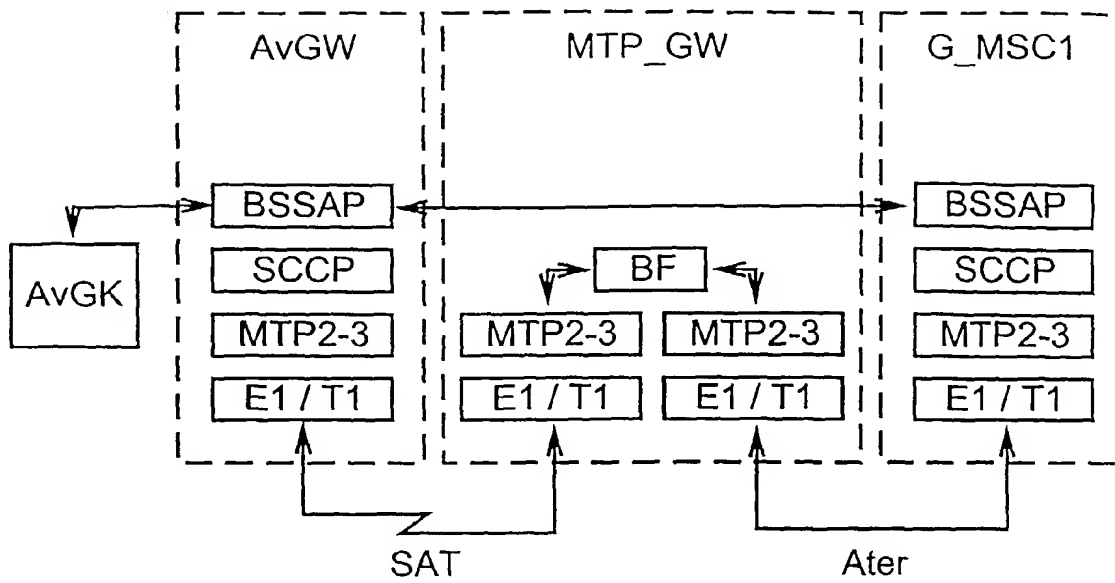 AvGW
MTP_GW
G_MSC1
BSSAP
BSSAP
AvGK
SCCP
BF
SCCP
MTP2-3
MTP2-3
MTP2-3
MTP2-3
E1 / T1
E1 / T1
E1 / T1
E1 / T1
SAT
Ater